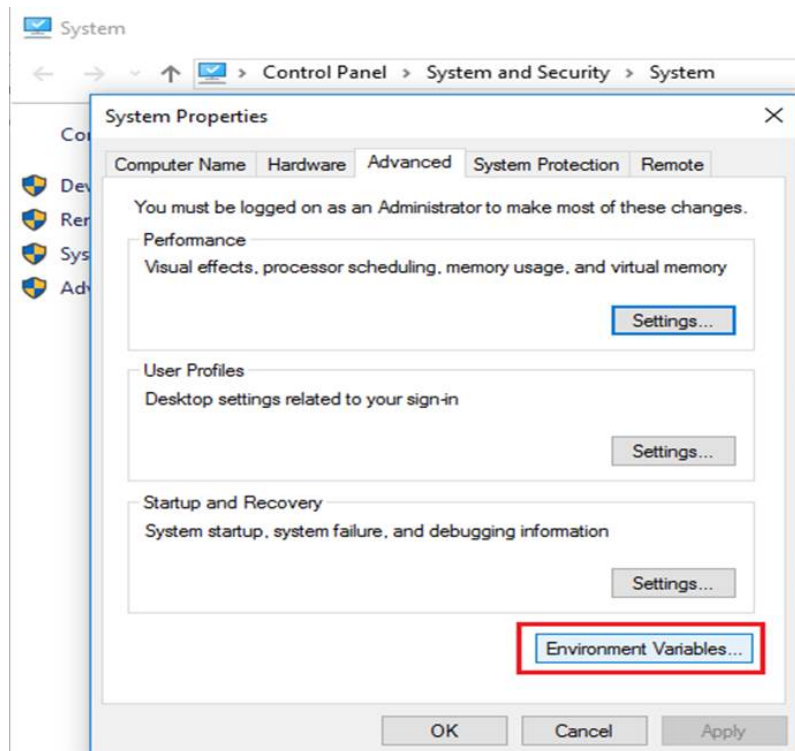 System
Control Panel > System and Security > System
System Properties
Computer Name Hardware Advanced System Protection Remote
You must be logged on as an Administrator to make most of these changes.
Performance
Visual effects, processor scheduling, memory usage, and virtual memory
Settings...
User Profiles
Desktop settings related to your sign-in
Settings...
Startup and Recovery
System startup, system failure, and debugging information
Settings...
Environment Variables...
OK Cancel Apply